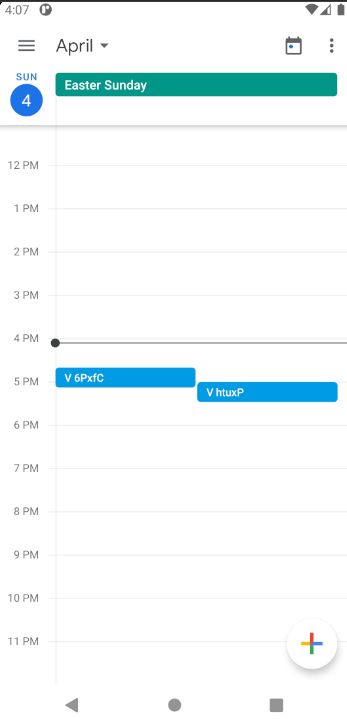 4:07
April
SUN
4
Easter Sunday
12 PM
1 PM
2 PM
3 PM
4 PM
V 6PxfC
5 PM
V htuxP
6 PM
7 PM
8 PM
9 PM
10 PM
11 PM